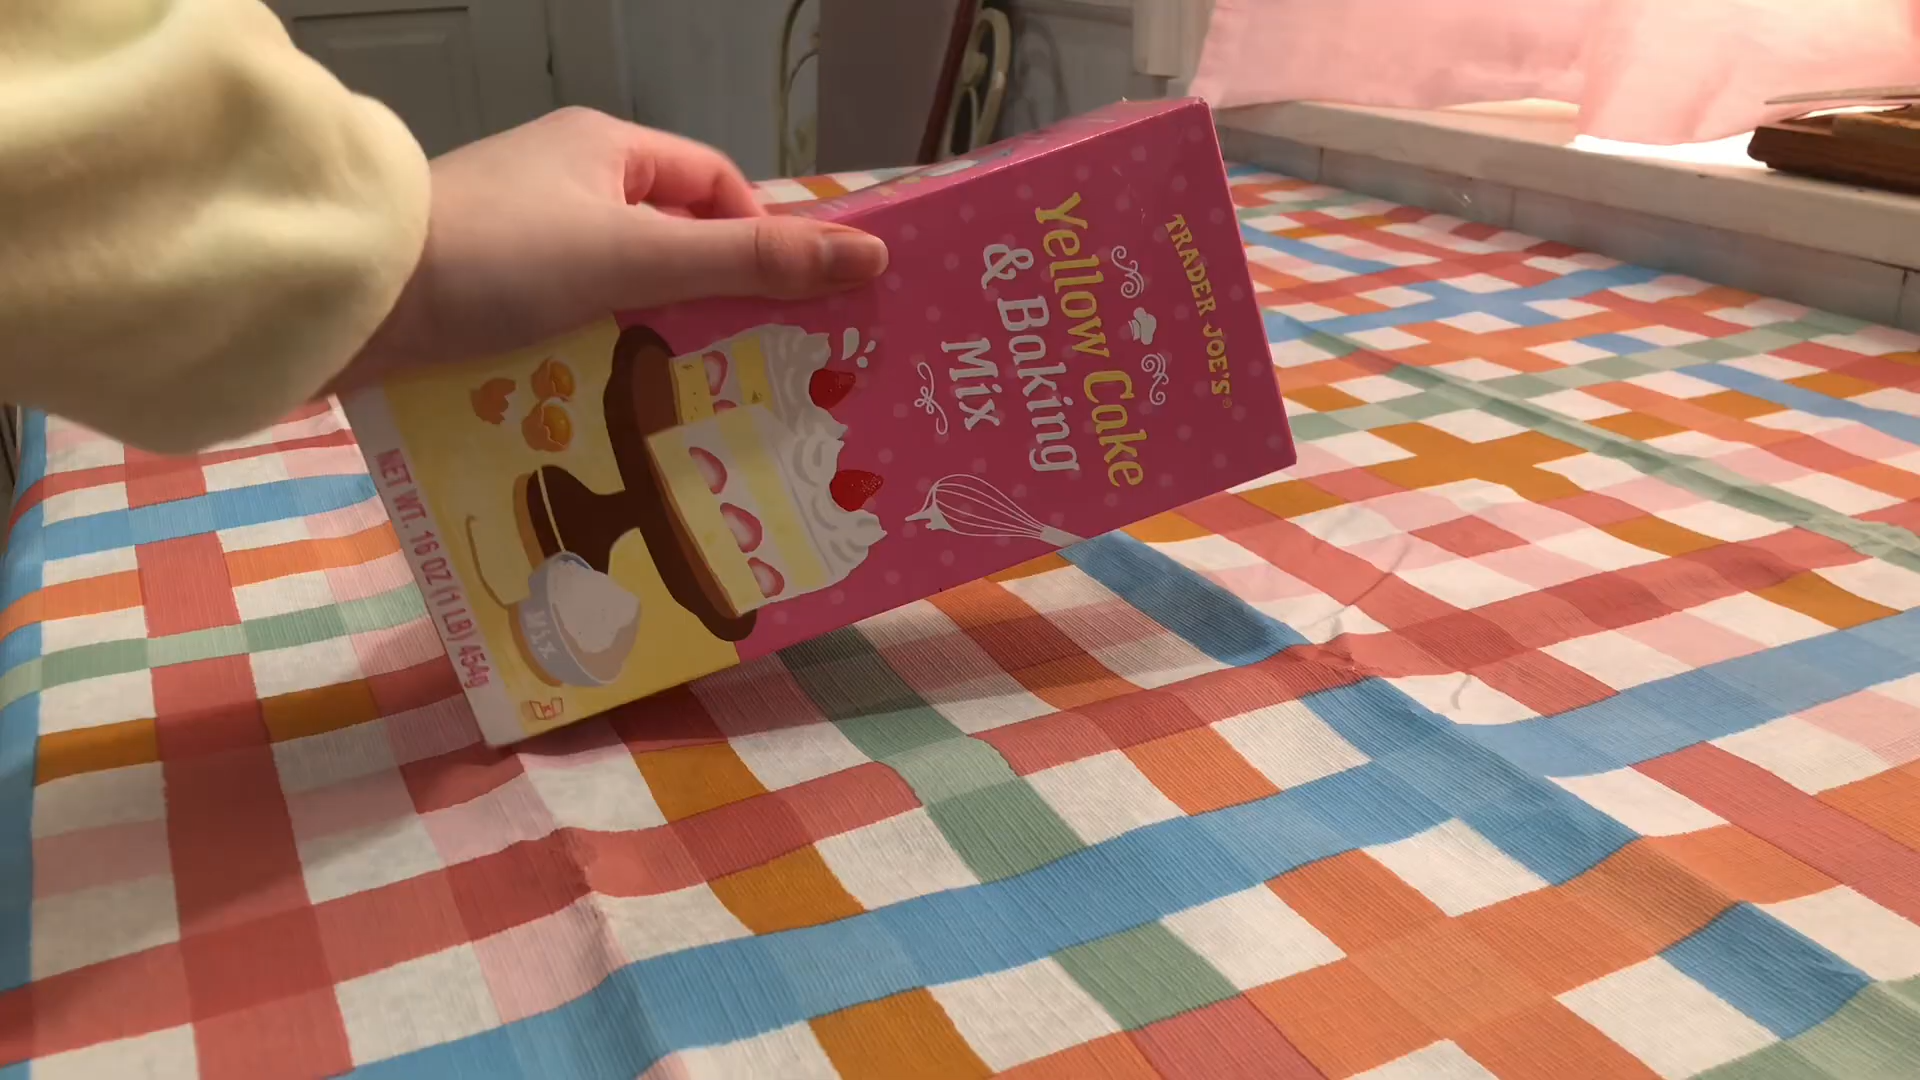 TRADER JOE'S®
Yellow Cake
& Baking
Mix
MIX
NET WT. 16 OZ (1 LB) 454g